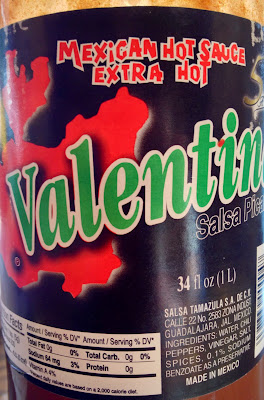 MEXICAN HOT SAUCE
EXTRA HOT
Valentin
Salsa Pica
34 fl oz (1 L)
SALSA TAMAZULA S.A. DE C.V.
CALLE 22 No. 2583 ZONA INDUS
GUADALAJARA, JAL. MEXICO
INGREDIENTS: WATER, CHI
PEPPERS, VINEGAR, SALT,
SPICES, 0.1% SODIUM
BENZOATE AS A PRESERVATIVE
MADE IN MEXICO
Facts
Amount / Serving % DV* Amount / Serving % DV*
Total Fat 0g 0% Total Carb. 0g 0%
Sodium 64 mg 3% Protein 0g
Vitamin A 4%
daily values are based on a 2,000 calorie diet.